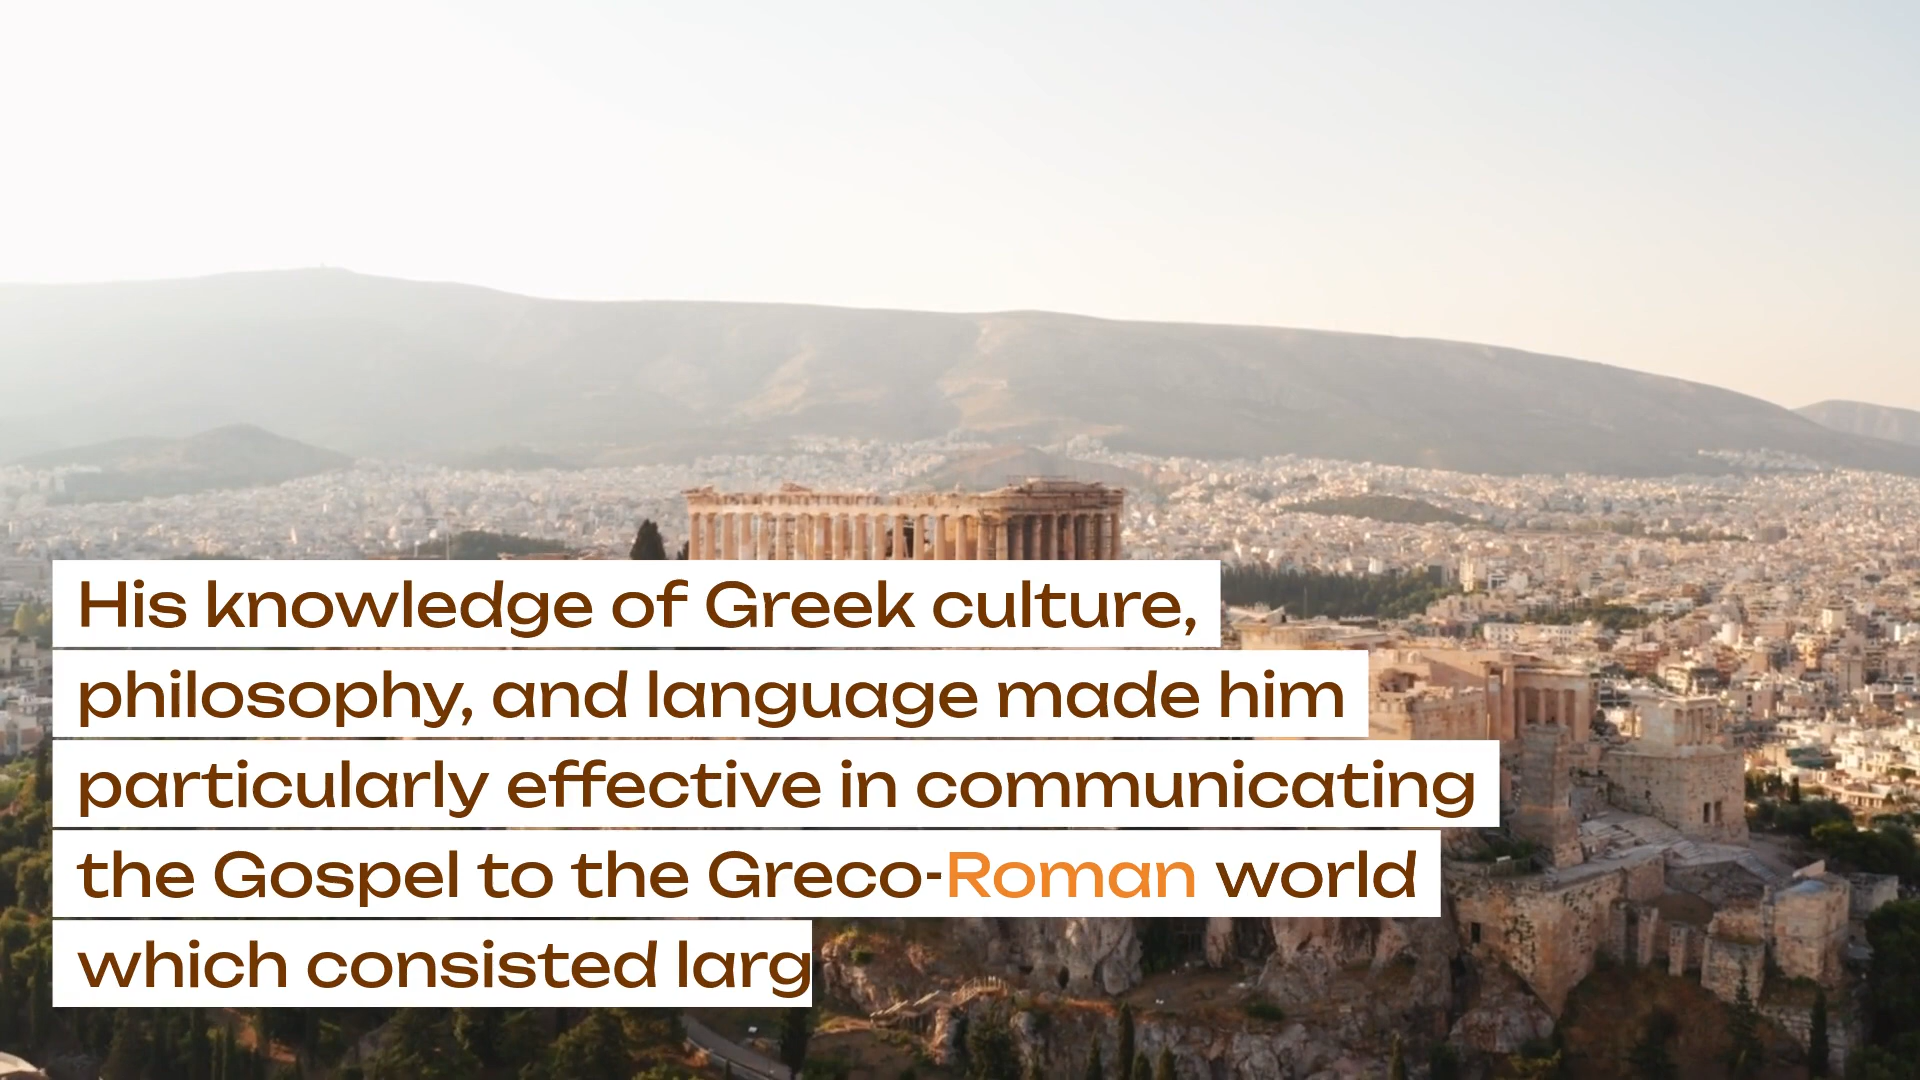 His knowledge of Greek culture,
philosophy, and language made him
particularly effective in communicating
the Gospel to the Greco-Roman world
which consisted larg